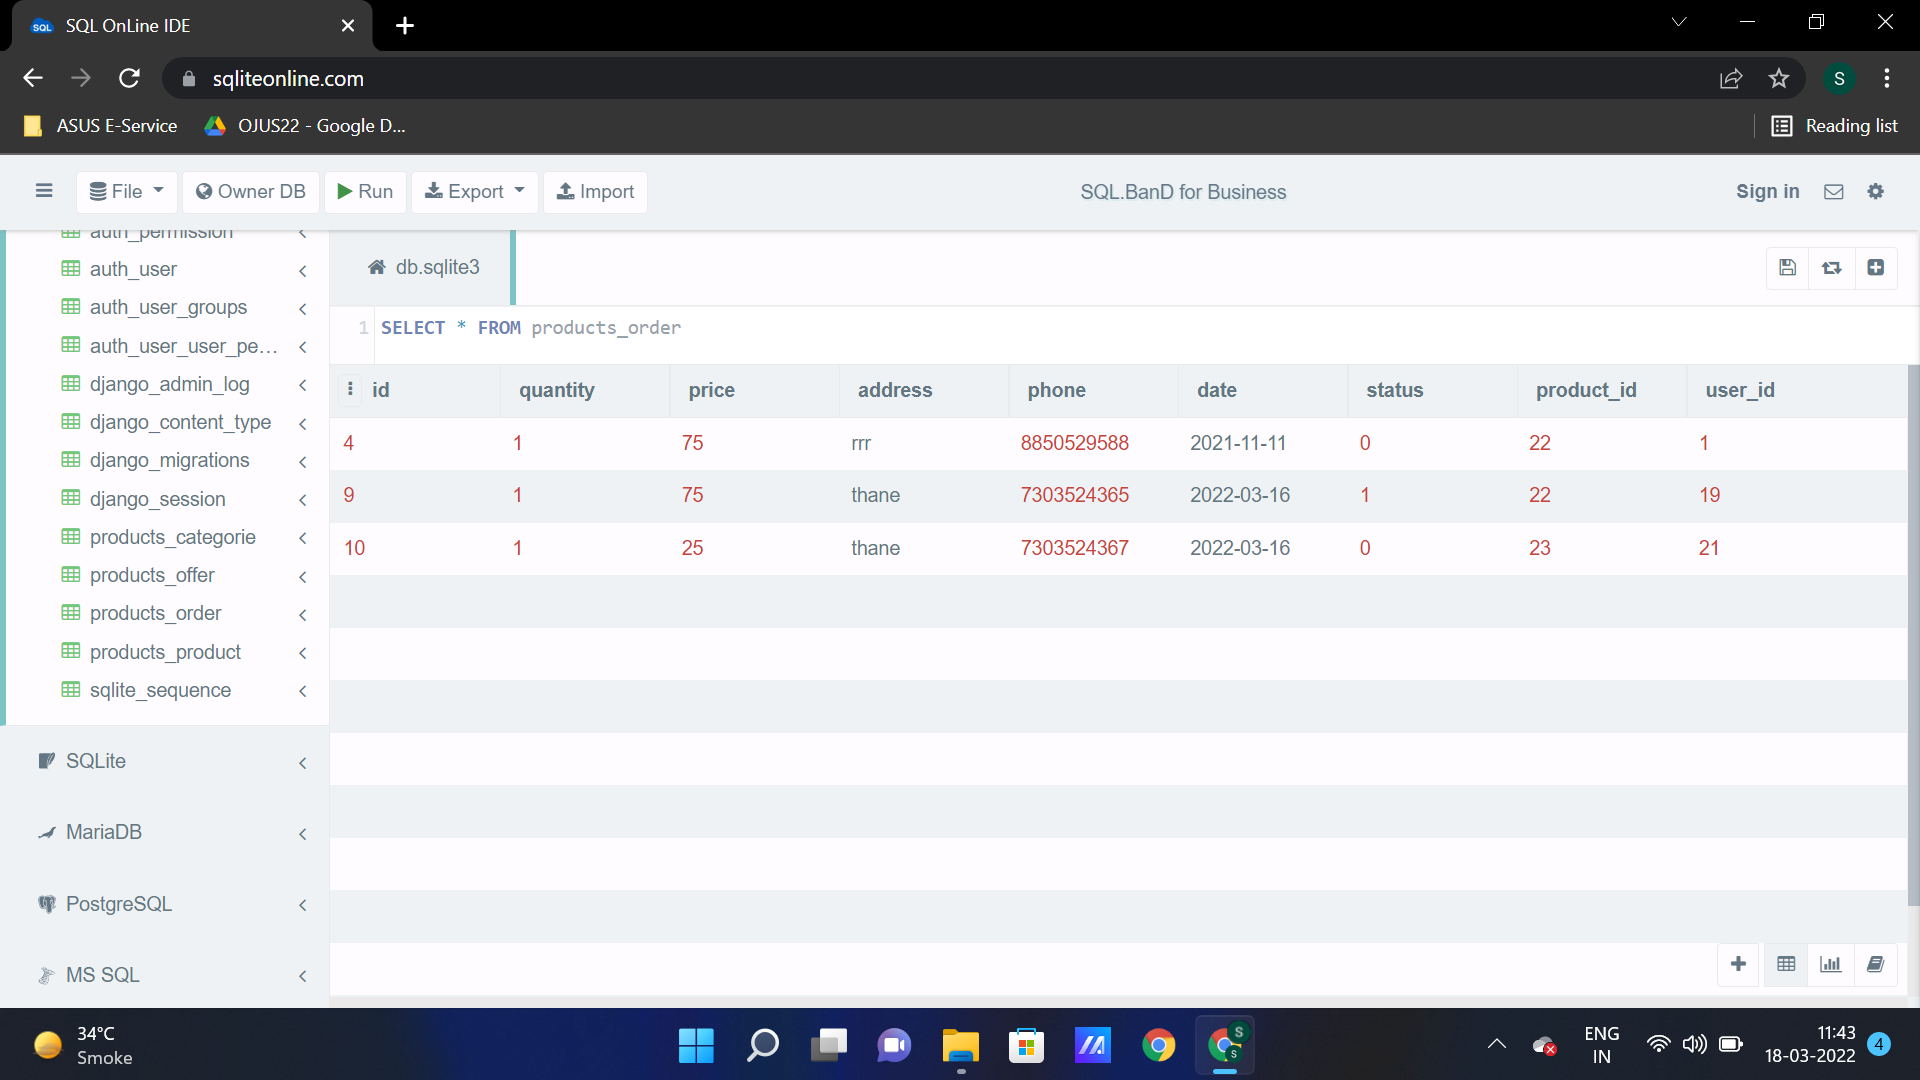 SQL OnLine IDE
sqliteonline.com
S
ASUS E-Service
OJUS22 - Google D...
Reading list
File
Owner DB
Run
Export
Import
SQL.BanD for Business
Sign in
auth_permission
auth_user
auth_user_groups
auth_user_user_pe...
django_admin_log
django_content_type
django_migrations
django_session
products_categorie
products_offer
products_order
products_product
sqlite_sequence
SQLite
MariaDB
PostgreSQL
MS SQL
db.sqlite3
1 SELECT * FROM products_order
id quantity price address phone date status product_id user_id
4 1 75 rrr 8850529588 2021-11-11 0 22 1
9 1 75 thane 7303524365 2022-03-16 1 22 19
10 1 25 thane 7303524367 2022-03-16 0 23 21
34°C
Smoke
S
S
ENG
IN
11:43
18-03-2022
4